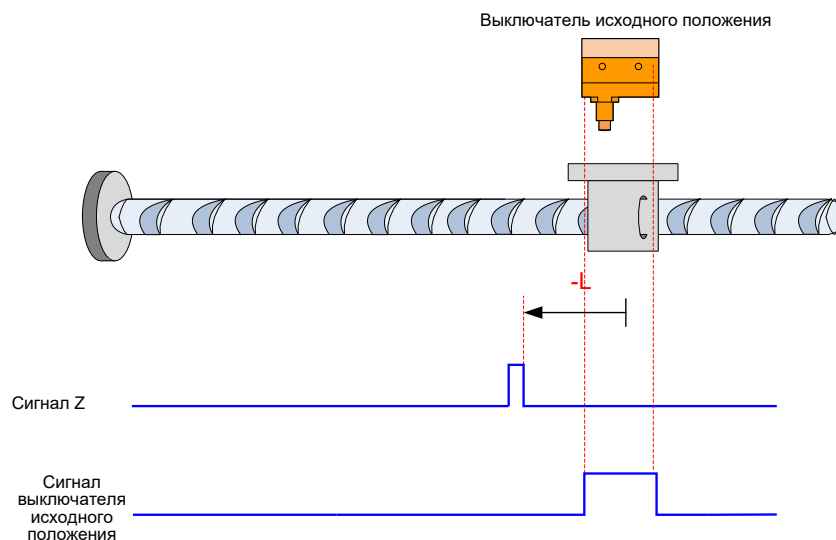 Выключатель исходного положения
-L
Сигнал Z
Сигнал
выключателя
исходного
положения